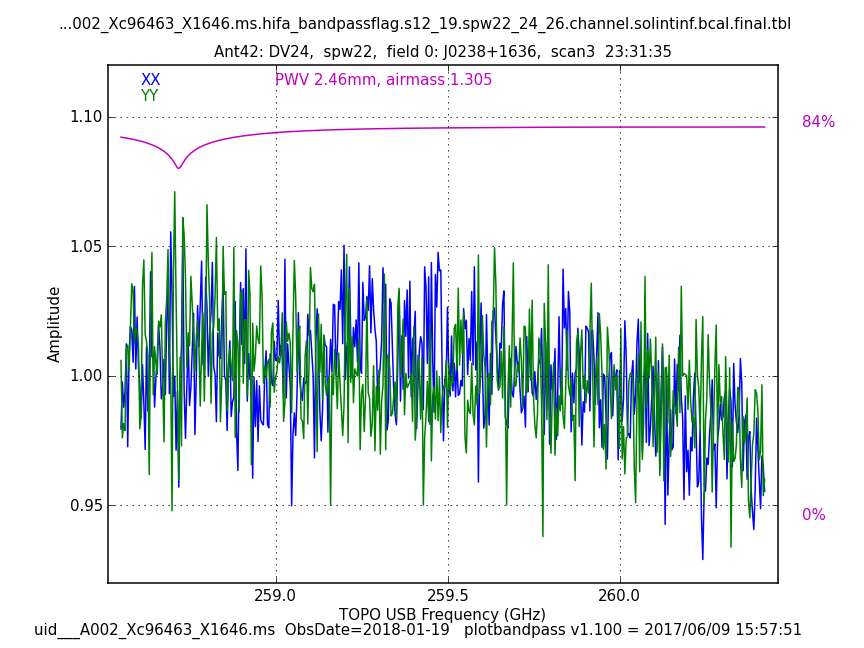 ...002_Xc96463_X1646.ms.hifa_bandpassflag.s12_19.spw22_24_26.channel.solintinf.bcal.final.tbl
Ant42: DV24,  spw22,  field 0: J0238+1636,  scan3  23:31:35
XX
PWV 2.46mm, airmass 1.305
YY
1.10
84%
1.05
Amplitude
1.00
0.95
0%
259.0
259.5
260.0
TOPO USB Frequency (GHz)
uid___A002_Xc96463_X1646.ms  ObsDate=2018-01-19   plotbandpass v1.100 = 2017/06/09 15:57:51